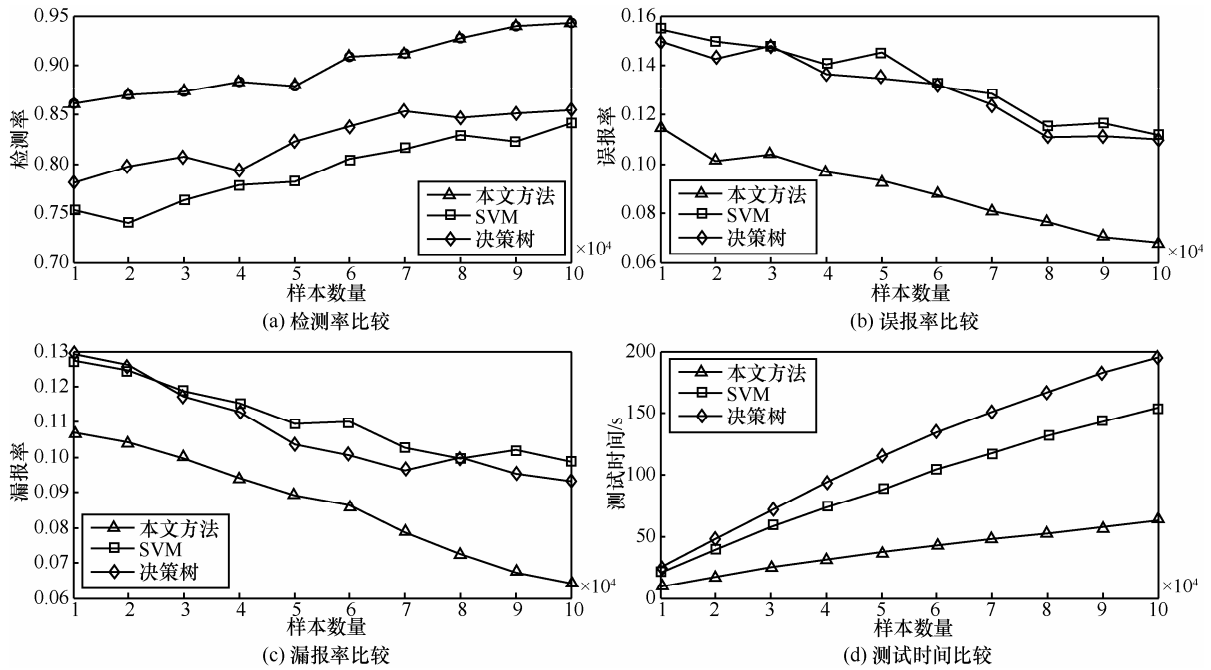 0.95
0.90
0.85
0.80
0.75
0.70
检测率
本文方法
SVM
决策树
×10⁴
1 2 3 4 5 6 7 8 9 10
样本数量
(a) 检测率比较
0.16
0.14
0.12
0.10
0.08
0.06
误报率
本文方法
SVM
决策树
×10⁴
1 2 3 4 5 6 7 8 9 10
样本数量
(b) 误报率比较
0.13
0.12
0.11
0.10
0.09
0.08
0.07
0.06
漏报率
本文方法
SVM
决策树
×10⁴
1 2 3 4 5 6 7 8 9 10
样本数量
(c) 漏报率比较
200
150
100
50
0
测试时间/s
本文方法
SVM
决策树
×10⁴
1 2 3 4 5 6 7 8 9 10
样本数量
(d) 测试时间比较